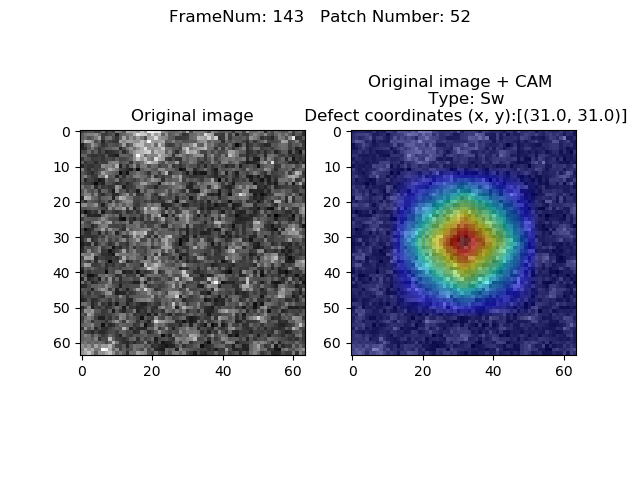 FrameNum: 143   Patch Number: 52
Original image
0
10
20
30
40
50
60
0 20 40 60
Original image + CAM
Type: Sw
Defect coordinates (x, y):[(31.0, 31.0)]
0
10
20
30
40
50
60
0 20 40 60